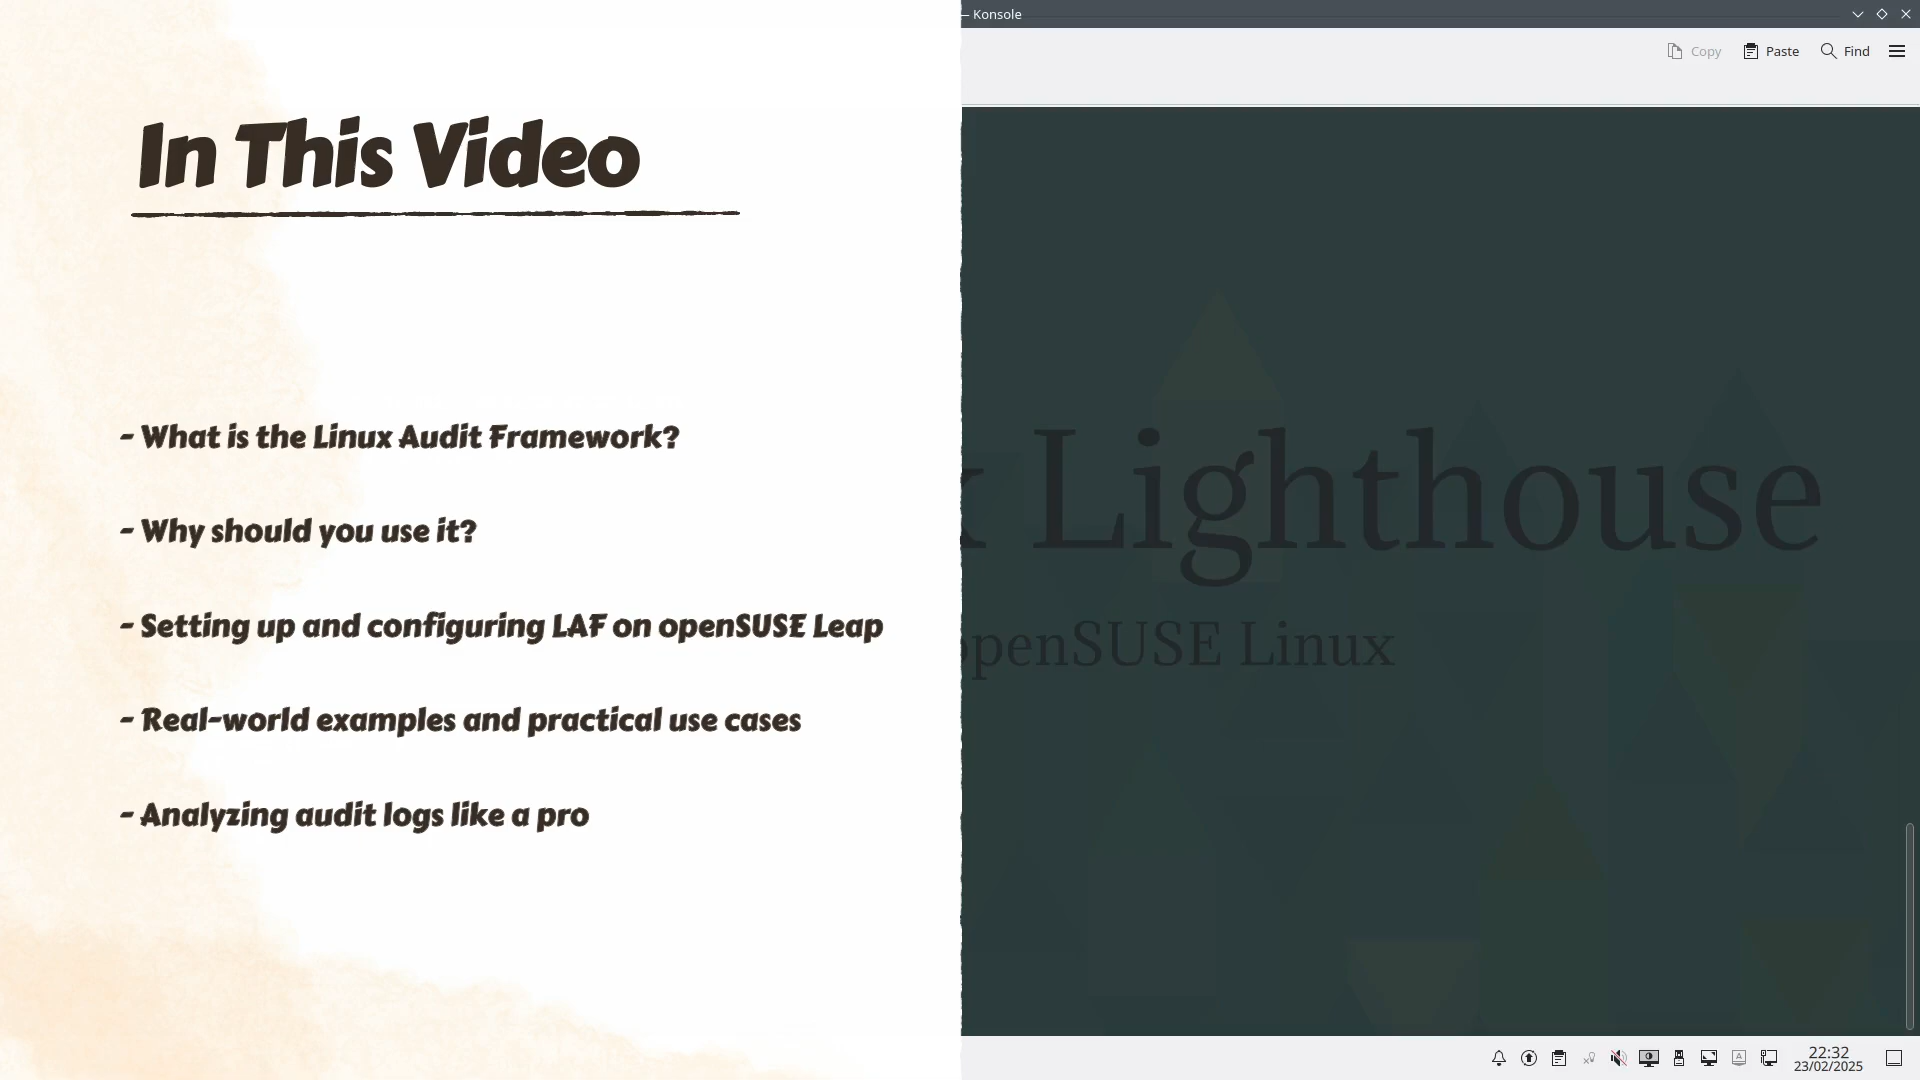 In This Video
- What is the Linux Audit Framework?
- Why should you use it?
- Setting up and configuring LAF on openSUSE Leap
- Real-world examples and practical use cases
- Analyzing audit logs like a pro
— Konsole
Copy Paste Find
Lighthouse
openSUSE Linux
22:32
23/02/2025